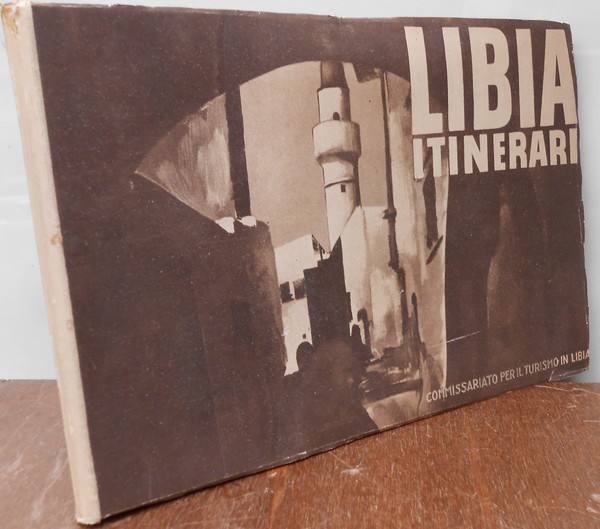 LIBIA
ITINERARI
COMMISSARIATO PER IL TURISMO IN LIBIA